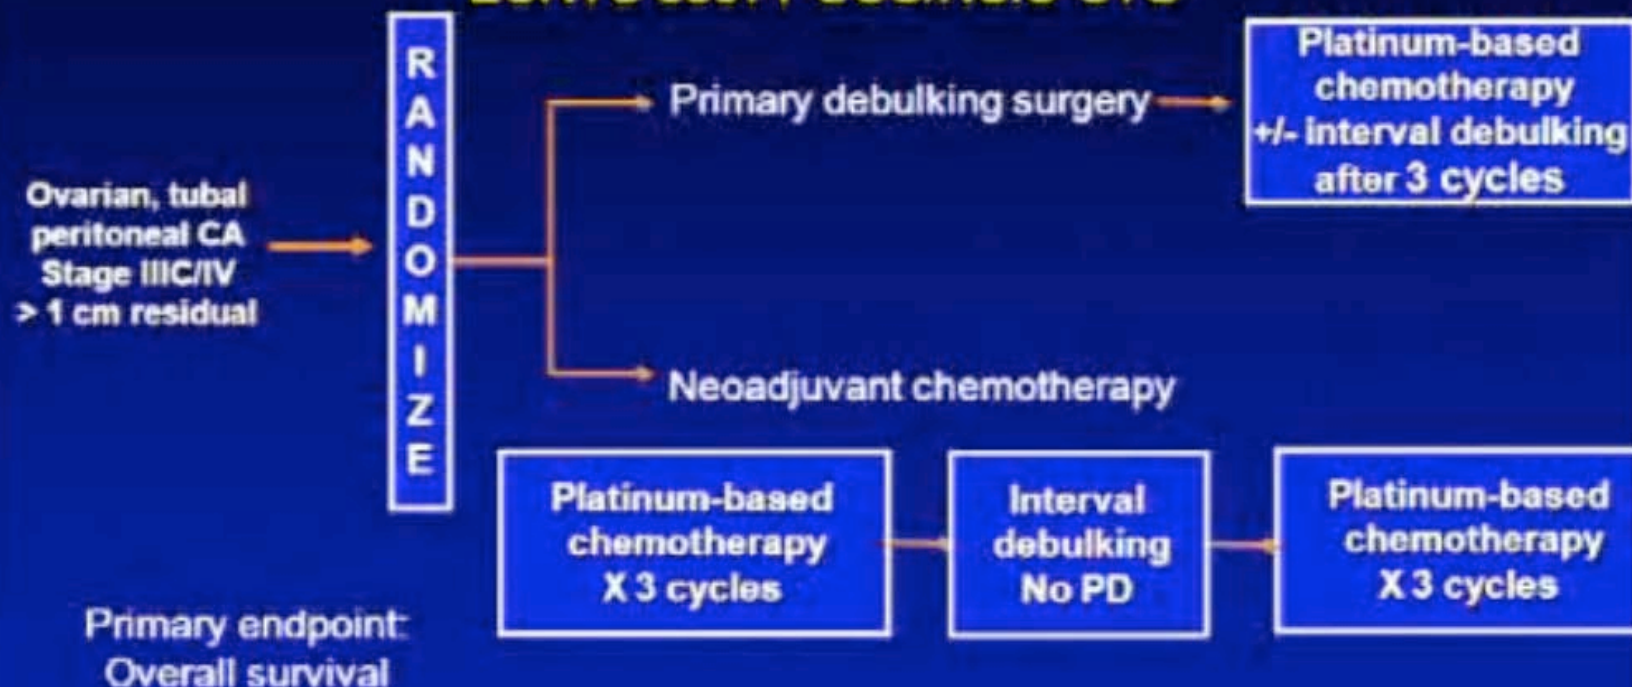 Ovarian, tubal
peritoneal CA
Stage IIIC/IV
> 1 cm residual
R
A
N
D
O
M
I
Z
E
Primary debulking surgery
Platinum-based
chemotherapy
+/- interval debulking
after 3 cycles
Neoadjuvant chemotherapy
Platinum-based
chemotherapy
X 3 cycles
Interval
debulking
No PD
Platinum-based
chemotherapy
X 3 cycles
Primary endpoint:
Overall survival